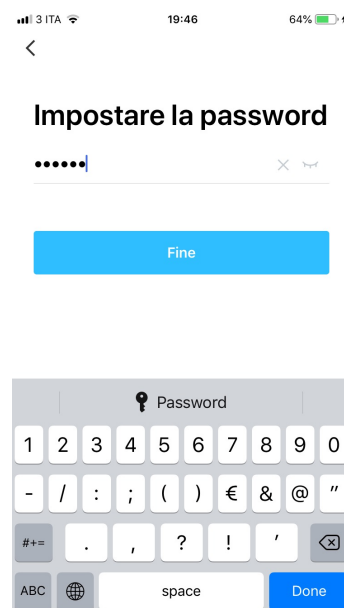 3 ITA 19:46 64%
Impostare la password
••••••
Fine
Password
1 2 3 4 5 6 7 8 9 0
- / : ; ( ) € & @ "
#+= . , ? ! '
ABC space Done